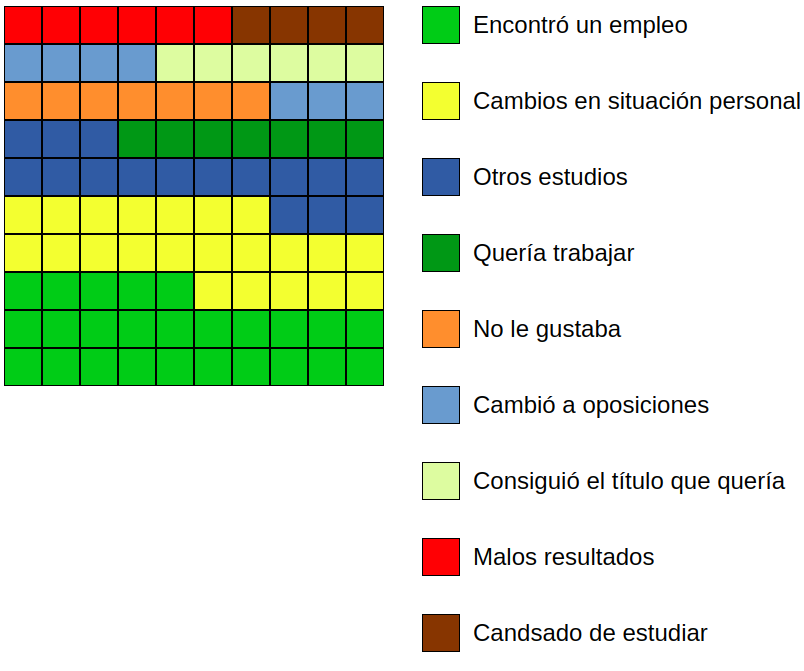 Encontró un empleo
Cambios en situación personal
Otros estudios
Quería trabajar
No le gustaba
Cambió a oposiciones
Consiguió el título que quería
Malos resultados
Candsado de estudiar